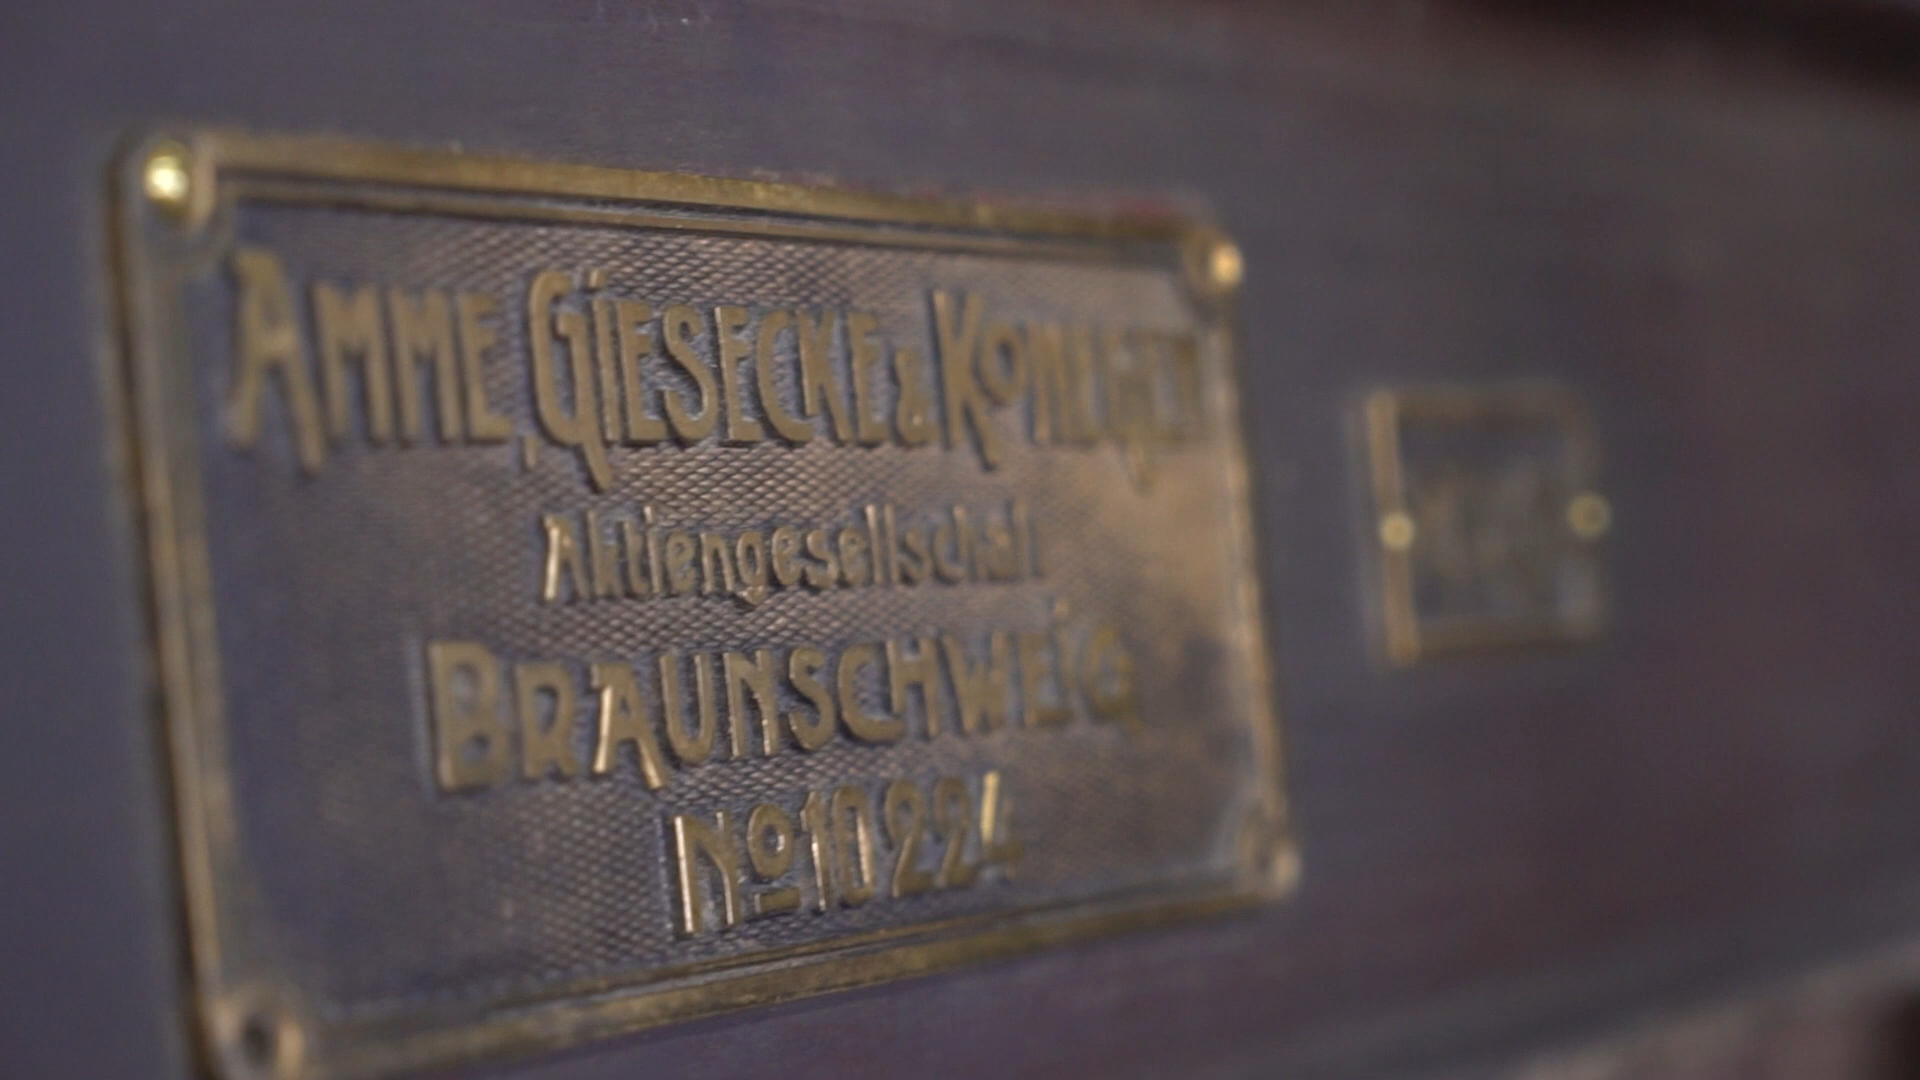 AMME, GIESECKE & KONEGEN
Aktiengesellschaft
BRAUNSCHWEIG
No 10224